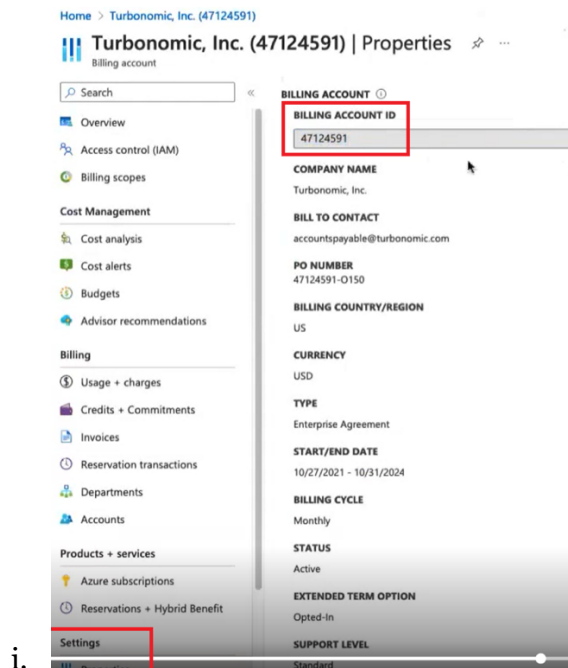 Home > Turbonomic, Inc. (47124591)
Turbonomic, Inc. (47124591) | Properties
Billing account
Search
Overview
Access control (IAM)
Billing scopes
Cost Management
Cost analysis
Cost alerts
Budgets
Advisor recommendations
Billing
Usage + charges
Credits + Commitments
Invoices
Reservation transactions
Departments
Accounts
Products + services
Azure subscriptions
Reservations + Hybrid Benefit
Settings
BILLING ACCOUNT
BILLING ACCOUNT ID
47124591
COMPANY NAME
Turbonomic, Inc.
BILL TO CONTACT
accountspayable@turbonomic.com
PO NUMBER
47124591-O150
BILLING COUNTRY/REGION
US
CURRENCY
USD
TYPE
Enterprise Agreement
START/END DATE
10/27/2021 - 10/31/2024
BILLING CYCLE
Monthly
STATUS
Active
EXTENDED TERM OPTION
Opted-In
SUPPORT LEVEL
Standard
i.